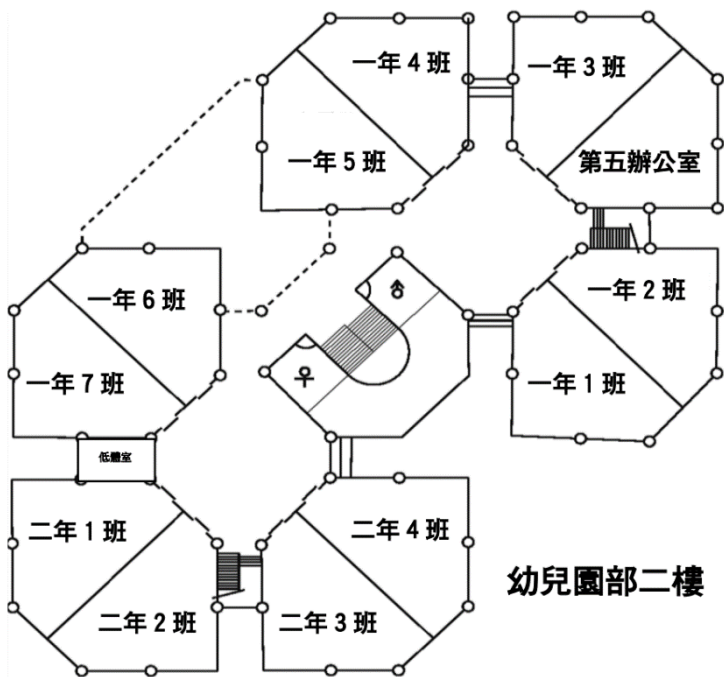 一年4班
一年3班
一年5班
第五辦公室
一年6班
一年2班
一年7班
一年1班
低體室
二年1班
二年4班
二年2班
二年3班
幼兒園部二樓